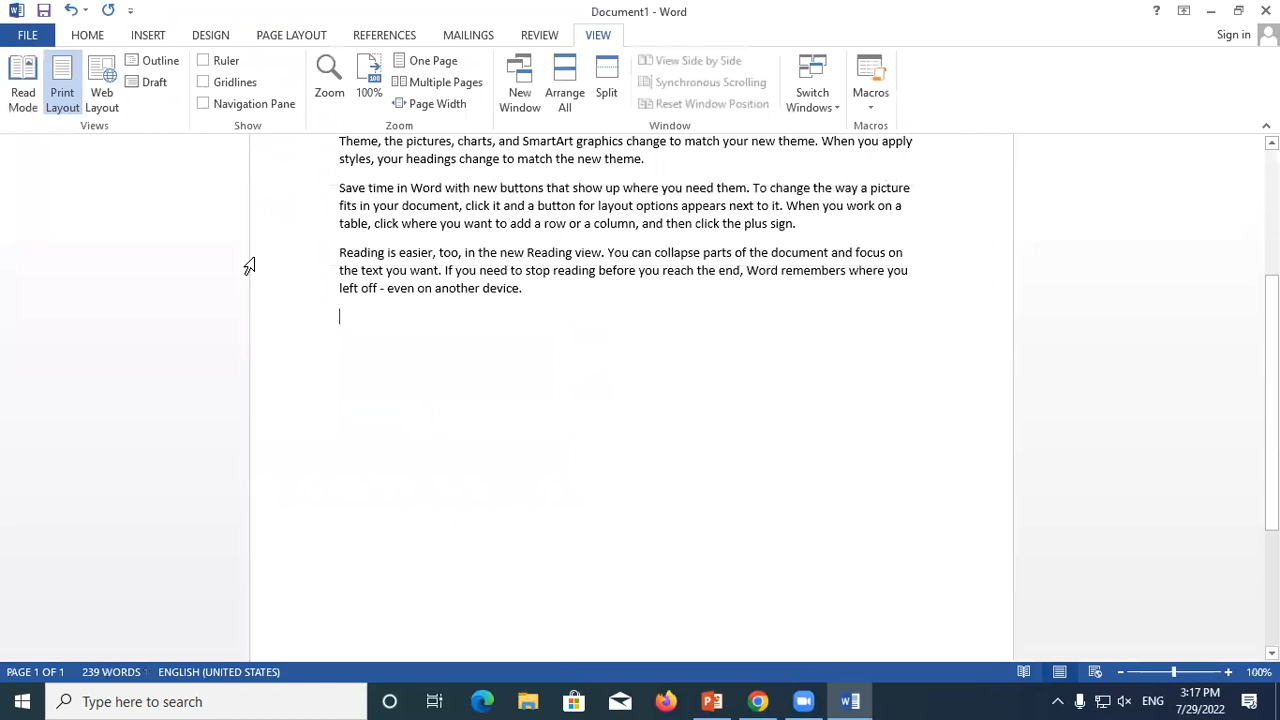 Document1 - Word
?
FILE HOME INSERT DESIGN PAGE LAYOUT REFERENCES MAILINGS REVIEW VIEW Sign in
Read Mode
Print Layout
Web Layout
Outline
Draft
Views
Ruler
Gridlines
Navigation Pane
Show
Zoom
100%
One Page
Multiple Pages
Page Width
Zoom
New Window
Arrange All
Split
View Side by Side
Synchronous Scrolling
Reset Window Position
Switch Windows
Window
Macros
Macros
Theme, the pictures, charts, and SmartArt graphics change to match your new theme. When you apply
styles, your headings change to match the new theme.
Save time in Word with new buttons that show up where you need them. To change the way a picture
fits in your document, click it and a button for layout options appears next to it. When you work on a
table, click where you want to add a row or a column, and then click the plus sign.
Reading is easier, too, in the new Reading view. You can collapse parts of the document and focus on
the text you want. If you need to stop reading before you reach the end, Word remembers where you
left off - even on another device.
PAGE 1 OF 1 239 WORDS ENGLISH (UNITED STATES) 100%
Type here to search
ENG
3:17 PM
7/29/2022